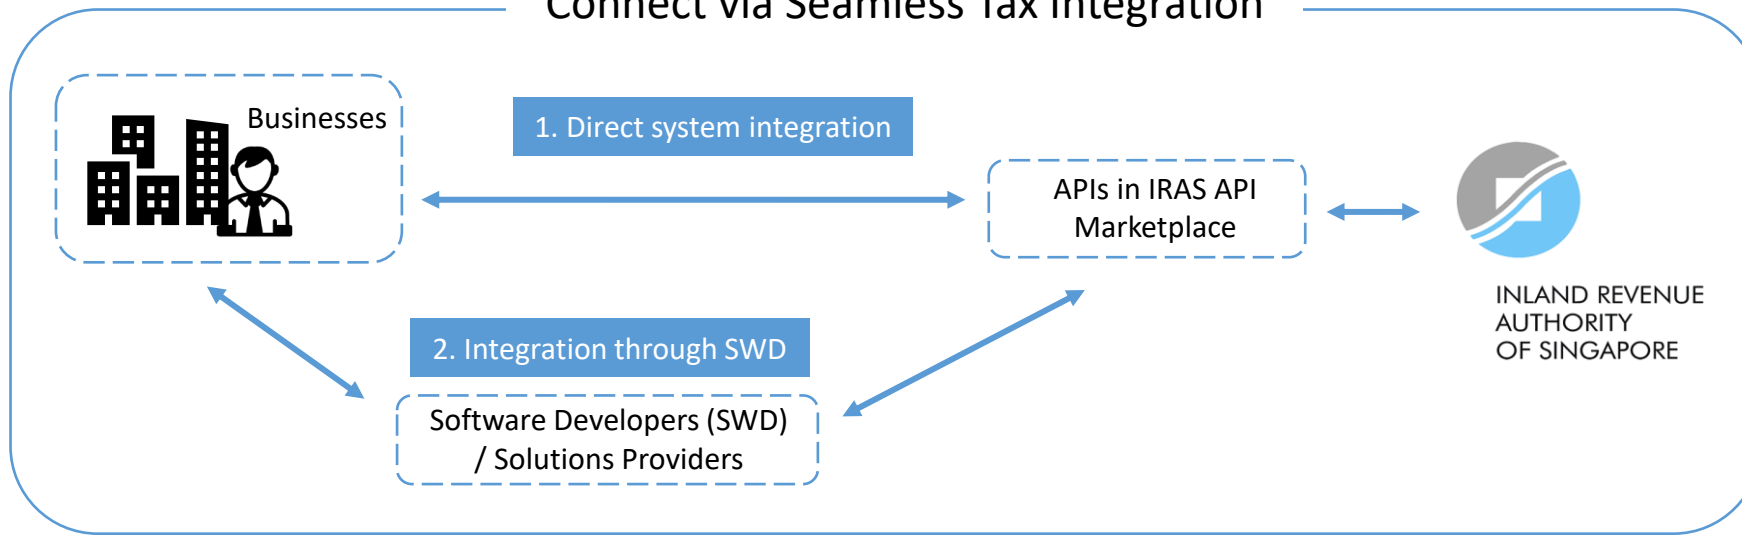 Connect via Seamless Tax Integration
Businesses
1. Direct system integration
APIs in IRAS API
Marketplace
INLAND REVENUE
AUTHORITY
OF SINGAPORE
2. Integration through SWD
Software Developers (SWD)
/ Solutions Providers